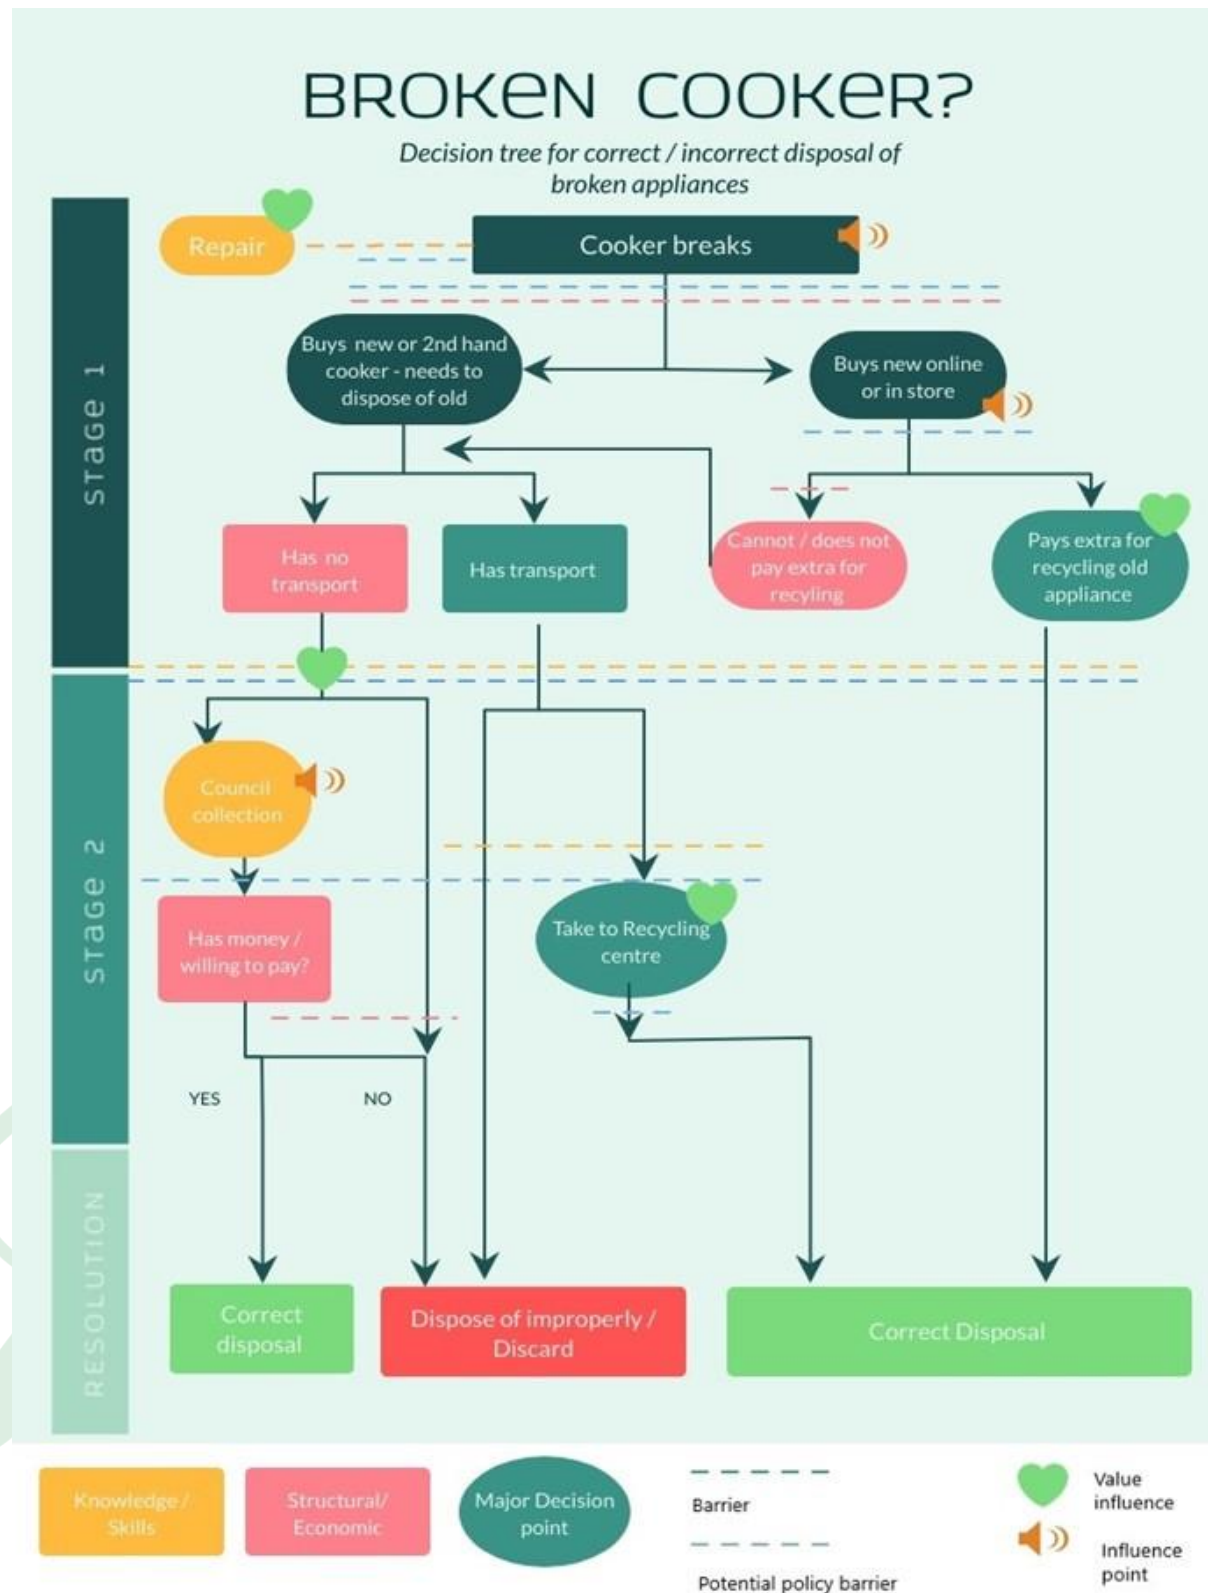 BROKEN COOKER?
Decision tree for correct / incorrect disposal of
broken appliances
STAGE 1
Repair
Cooker breaks
Buys new or 2nd hand
cooker - needs to
dispose of old
Buys new online
or in store
Has no
transport
Has transport
Cannot / does not
pay extra for
recyling
Pays extra for
recycling old
appliance
STAGE 2
Council
collection
Has money /
willing to pay?
Take to Recycling
centre
YES
NO
RESOLUTION
Correct
disposal
Dispose of improperly /
Discard
Correct Disposal
Knowledge /
Skills
Structural/
Economic
Major Decision
point
Barrier
Potential policy barrier
Value
influence
Influence
point